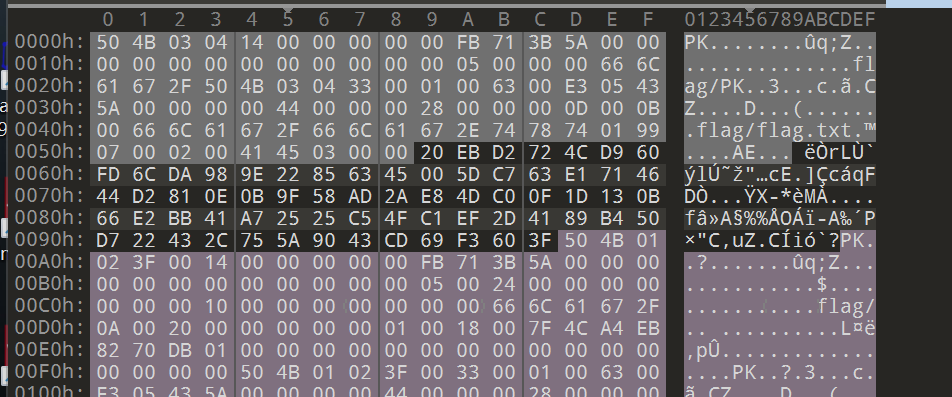 0 1 2 3 4 5 6 7 8 9 A B C D E F 0123456789ABCDEF
0000h: 50 4B 03 04 14 00 00 00 00 00 FB 71 3B 5A 00 00 PK........ûq;Z..
0010h: 00 00 00 00 00 00 00 00 00 00 05 00 00 00 66 6C ..............fl
0020h: 61 67 2F 50 4B 03 04 33 00 01 00 63 00 E3 05 43 ag/PK..3...c.ã.C
0030h: 5A 00 00 00 00 44 00 00 00 28 00 00 00 0D 00 0B Z....D...(......
0040h: 00 66 6C 61 67 2F 66 6C 61 67 2E 74 78 74 01 99 .flag/flag.txt.™
0050h: 07 00 02 00 41 45 03 00 00 20 EB D2 72 4C D9 60 ....AE... ëÒrLÙ`
0060h: FD 6C DA 98 9E 22 85 63 45 00 5D C7 63 E1 71 46 ýlÚ˜ž"…cE.]ÇcáqF
0070h: 44 D2 81 0E 0B 9F 58 AD 2A E8 4D C0 0F 1D 13 0B DÒ...ŸX-*èMÀ....
0080h: 66 E2 BB 41 A7 25 25 C5 4F C1 EF 2D 41 89 B4 50 fâ»A§%%ÅOÁï-A‰´P
0090h: D7 22 43 2C 75 5A 90 43 CD 69 F3 60 3F 50 4B 01 ×"C,uZ.CÍió`?PK.
00A0h: 02 3F 00 14 00 00 00 00 00 FB 71 3B 5A 00 00 00 .?.......ûq;Z...
00B0h: 00 00 00 00 00 00 00 00 00 05 00 24 00 00 00 00 ...........$....
00C0h: 00 00 00 10 00 00 00 00 00 00 00 66 6C 61 67 2F ...........flag/
00D0h: 0A 00 20 00 00 00 00 00 01 00 18 00 7F 4C A4 EB .. ..........L¤ë
00E0h: 82 70 DB 01 00 00 00 00 00 00 00 00 00 00 00 00 ‚pÛ.............
00F0h: 00 00 00 00 50 4B 01 02 3F 00 33 00 01 00 63 00 ....PK..?.3...c.
0100h: E3 05 43 5A 00 00 00 00 44 00 00 00 28 00 00 00 ã.CZ....D...(...